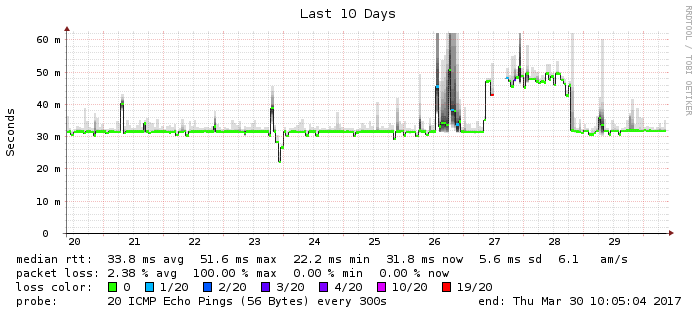 Last 10 Days
RRDTOOL / TOBI OETIKER
Seconds
60 m
50 m
40 m
30 m
20 m
10 m
0
20 21 22 23 24 25 26 27 28 29
median rtt: 33.8 ms avg 51.6 ms max 22.2 ms min 31.8 ms now 5.6 ms sd 6.1 am/s
packet loss: 2.38 % avg 100.00 % max 0.00 % min 0.00 % now
loss color: 0 1/20 2/20 3/20 4/20 10/20 19/20
probe: 20 ICMP Echo Pings (56 Bytes) every 300s end: Thu Mar 30 10:05:04 2017